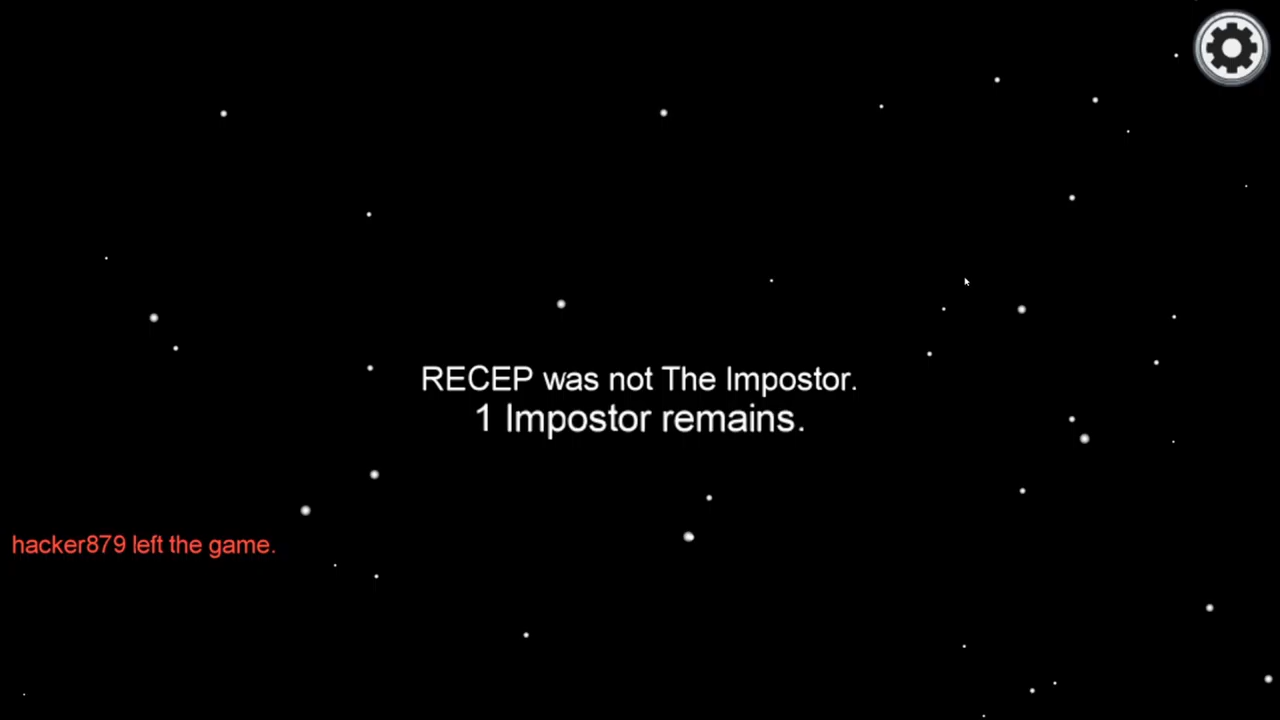 RECEP was not The Impostor.
1 Impostor remains.
hacker879 left the game.